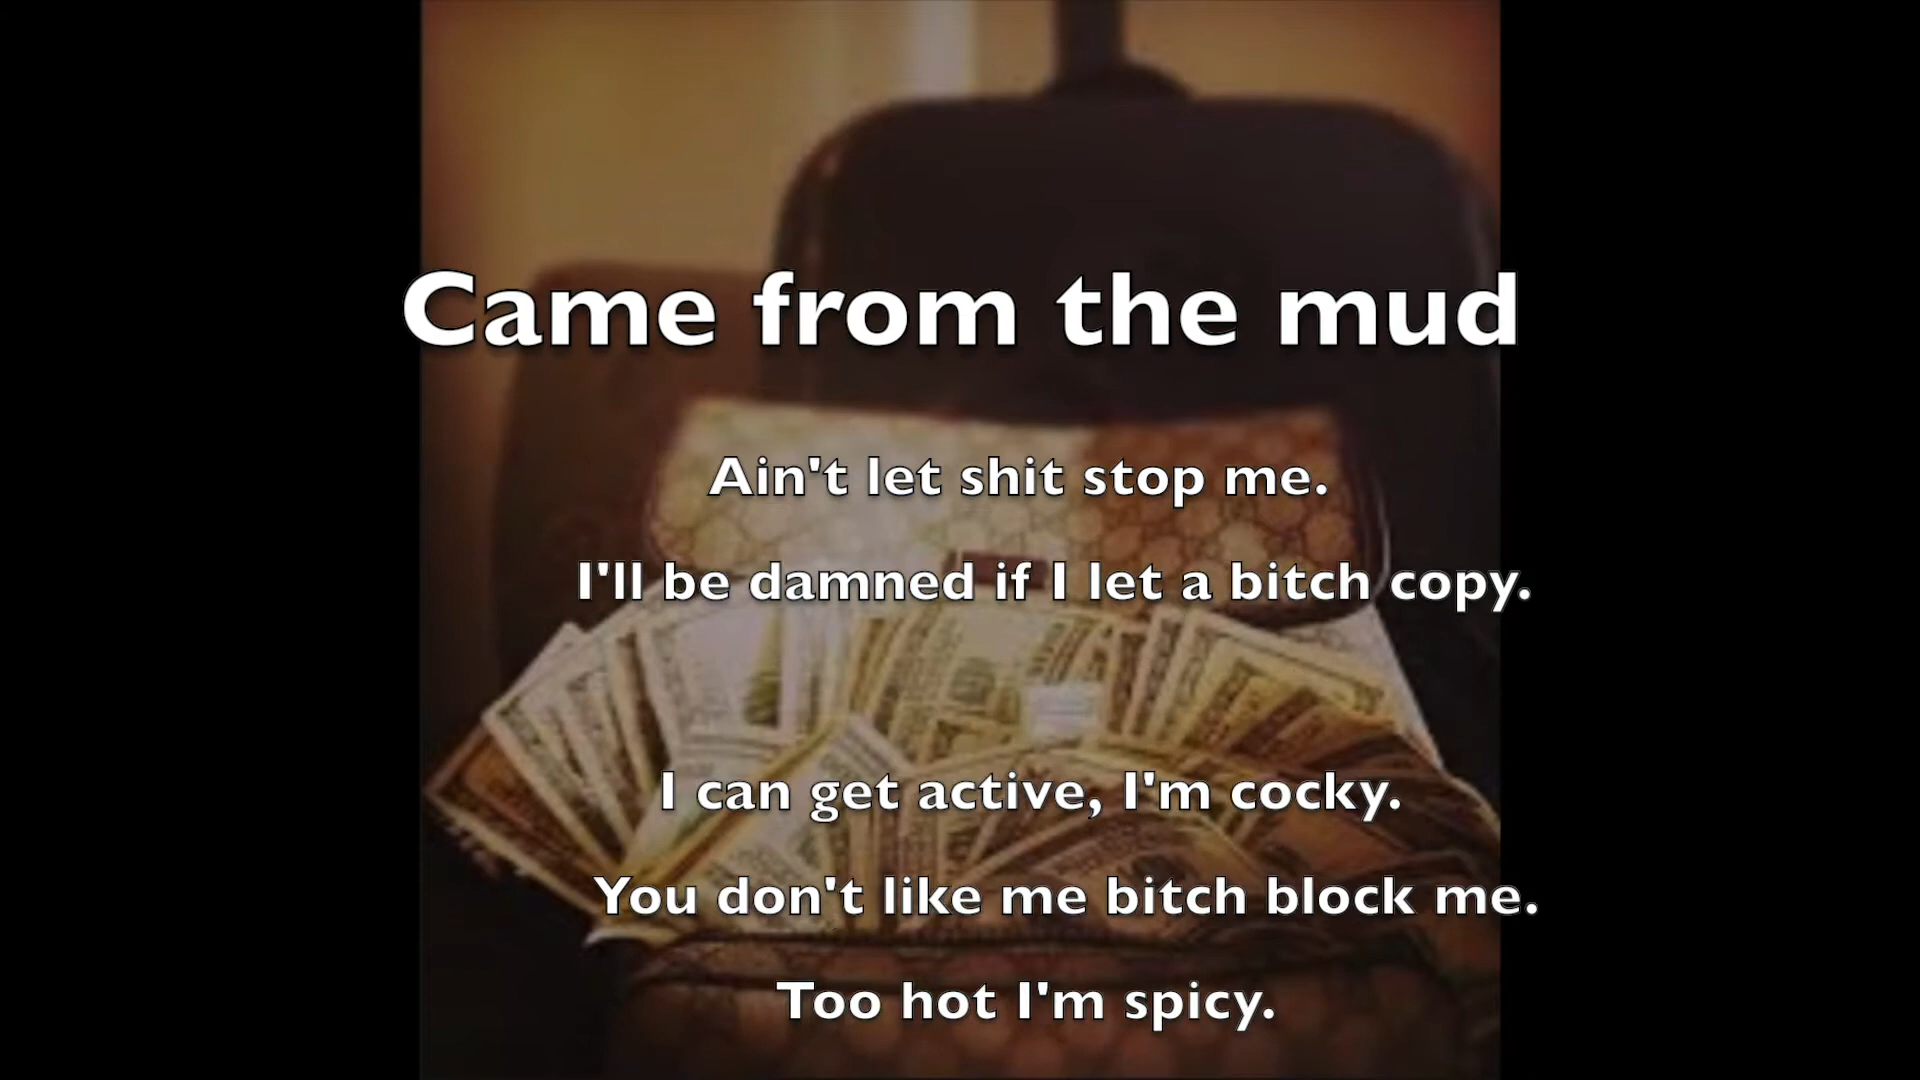 Came from the mud
Ain't let shit stop me.
I'll be damned if I let a bitch copy.
I can get active, I'm cocky.
You don't like me bitch block me.
Too hot I'm spicy.